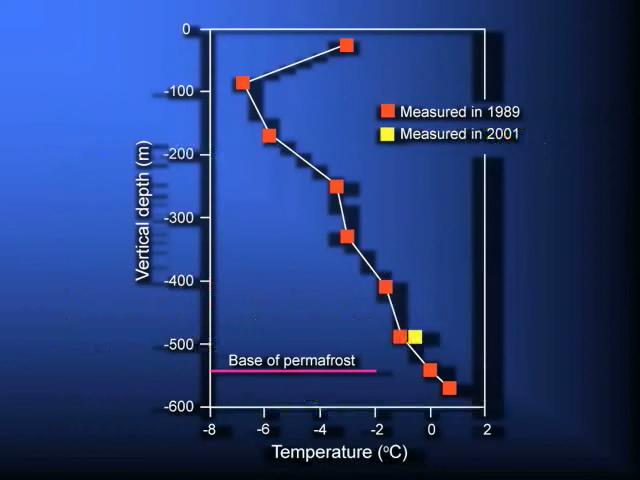 0
-100
-200
-300
-400
-500
-600
Vertical depth (m)
Measured in 1989
Measured in 2001
Base of permafrost
-8 -6 -4 -2 0 2
Temperature (°C)